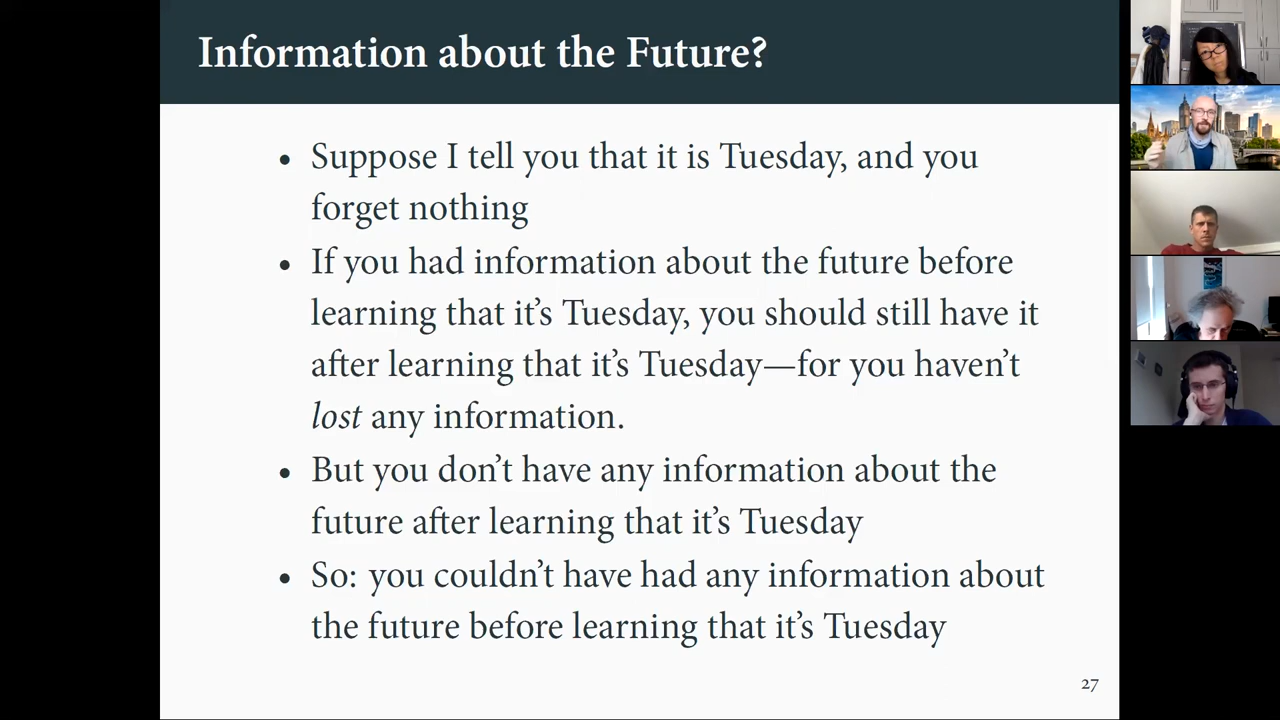 Information about the Future?
• Suppose I tell you that it is Tuesday, and you
forget nothing
• If you had information about the future before
learning that it’s Tuesday, you should still have it
after learning that it’s Tuesday—for you haven’t
lost any information.
• But you don’t have any information about the
future after learning that it’s Tuesday
• So: you couldn’t have had any information about
the future before learning that it’s Tuesday
27